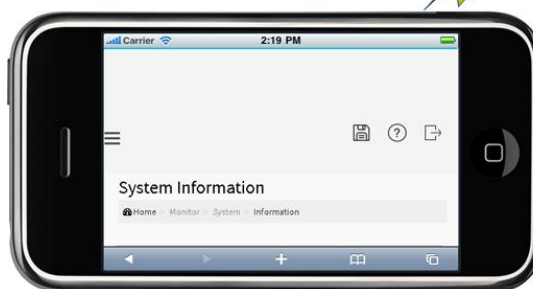 Carrier 2:19 PM
System Information
Home > Monitor > System > Information